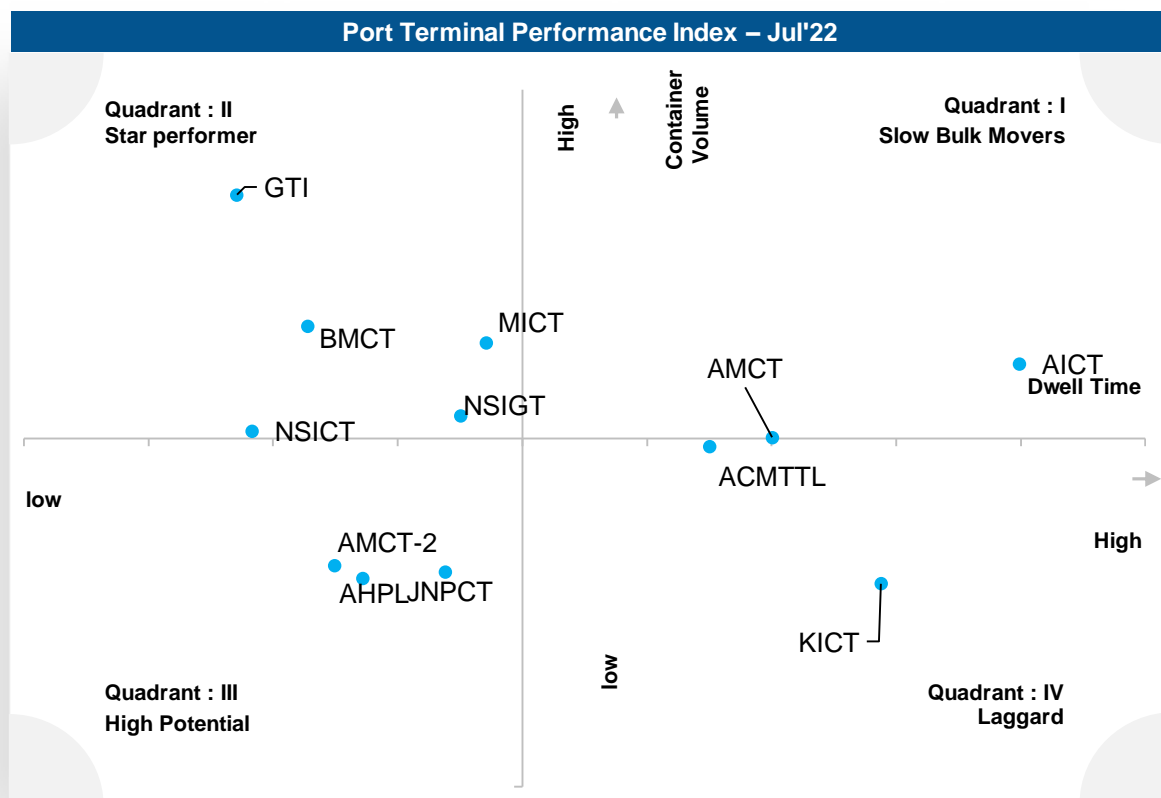 Port Terminal Performance Index – Jul'22
Quadrant : II
Star performer
High
Container
Volume
Quadrant : I
Slow Bulk Movers
GTI
BMCT
MICT
AMCT
AICT
Dwell Time
NSIGT
NSICT
ACMTTL
low
High
AMCT-2
AHPL
JNPCT
KICT
low
Quadrant : III
High Potential
Quadrant : IV
Laggard